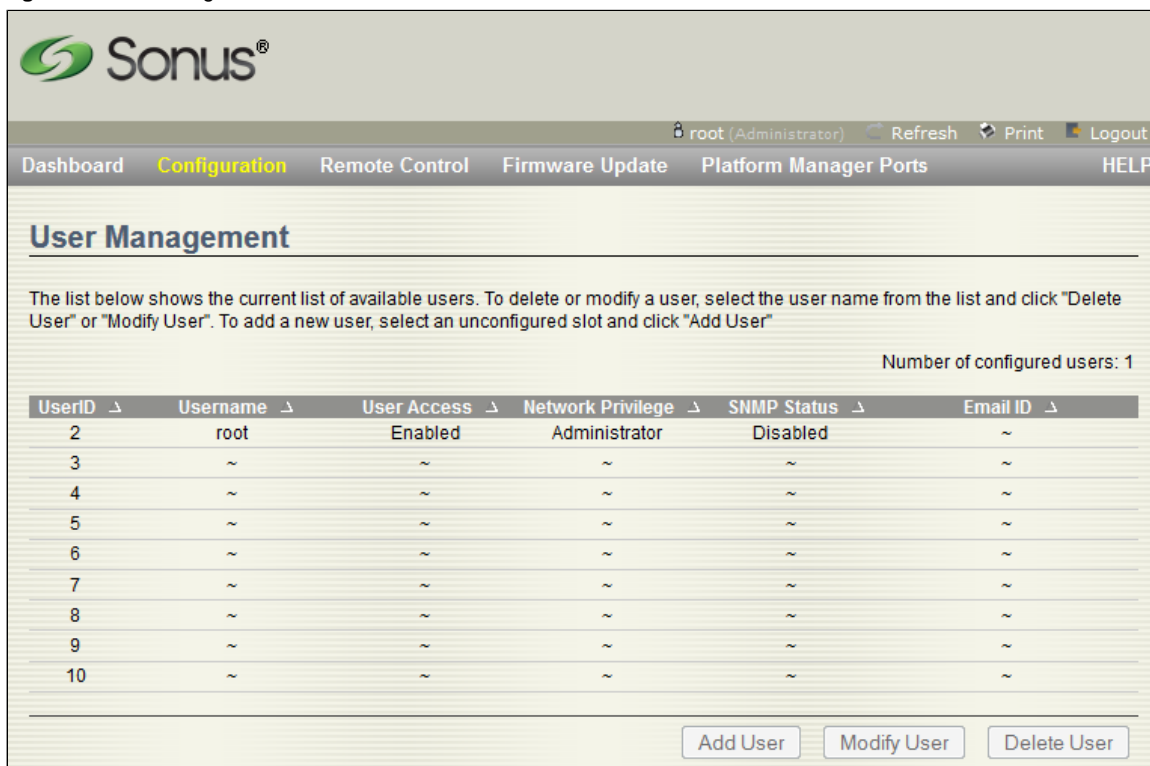 Sonus®
root (Administrator) Refresh Print Logout
Dashboard Configuration Remote Control Firmware Update Platform Manager Ports HELP
User Management
The list below shows the current list of available users. To delete or modify a user, select the user name from the list and click "Delete
User" or "Modify User". To add a new user, select an unconfigured slot and click "Add User"
Number of configured users: 1
UserID Username User Access Network Privilege SNMP Status Email ID
2 root Enabled Administrator Disabled ~
3 ~ ~ ~ ~ ~
4 ~ ~ ~ ~ ~
5 ~ ~ ~ ~ ~
6 ~ ~ ~ ~ ~
7 ~ ~ ~ ~ ~
8 ~ ~ ~ ~ ~
9 ~ ~ ~ ~ ~
10 ~ ~ ~ ~ ~
Add User Modify User Delete User